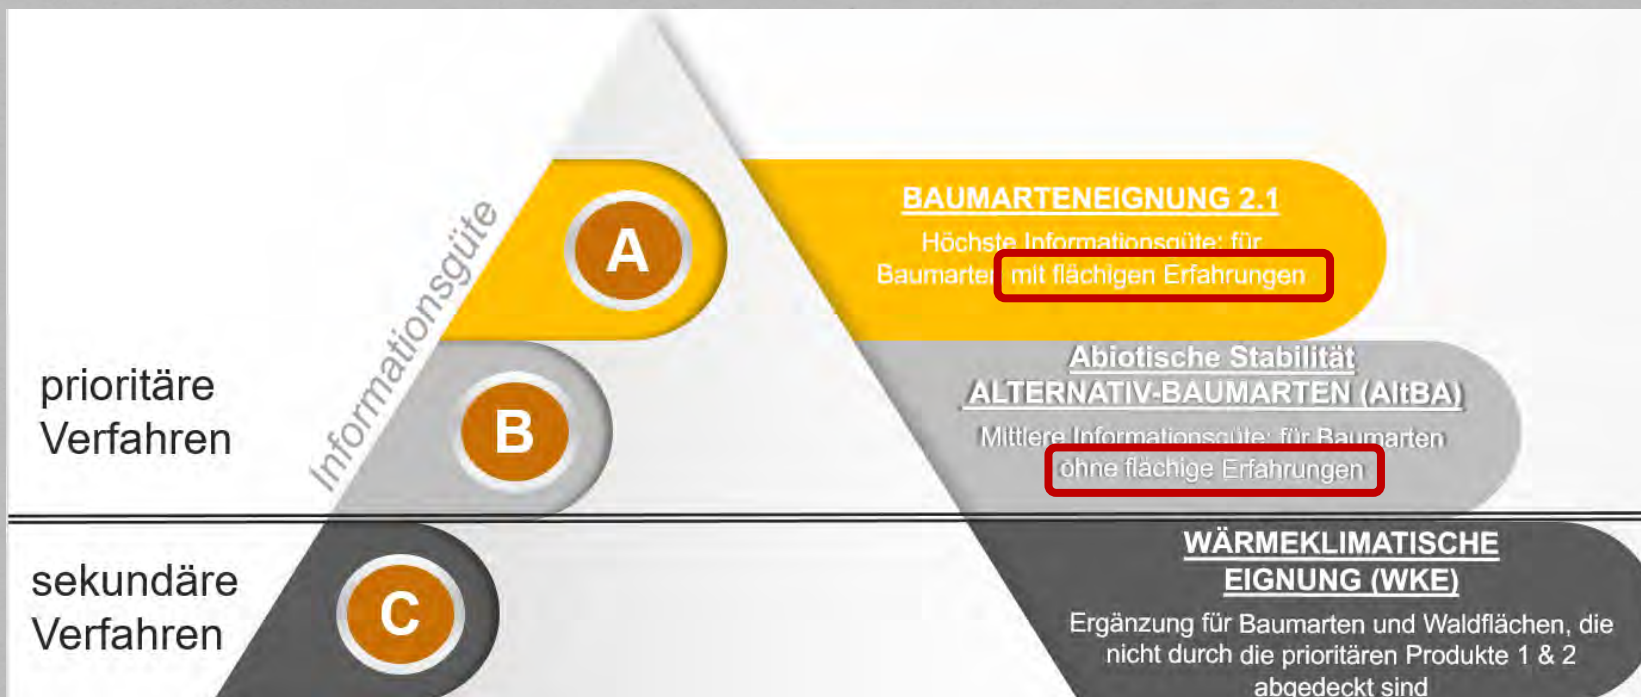 Informationsgüte
A
BAUMARTENEIGNUNG 2.1
Höchste Informationsgüte: für
Baumarten mit flächigen Erfahrungen
prioritäre
Verfahren
B
Abiotische Stabilität
ALTERNATIV-BAUMARTEN (AltBA)
Mittlere Informationsgüte: für Baumarten
ohne flächige Erfahrungen
sekundäre
Verfahren
C
WÄRMEKLIMATISCHE
EIGNUNG (WKE)
Ergänzung für Baumarten und Waldflächen, die
nicht durch die prioritären Produkte 1 & 2
abgedeckt sind